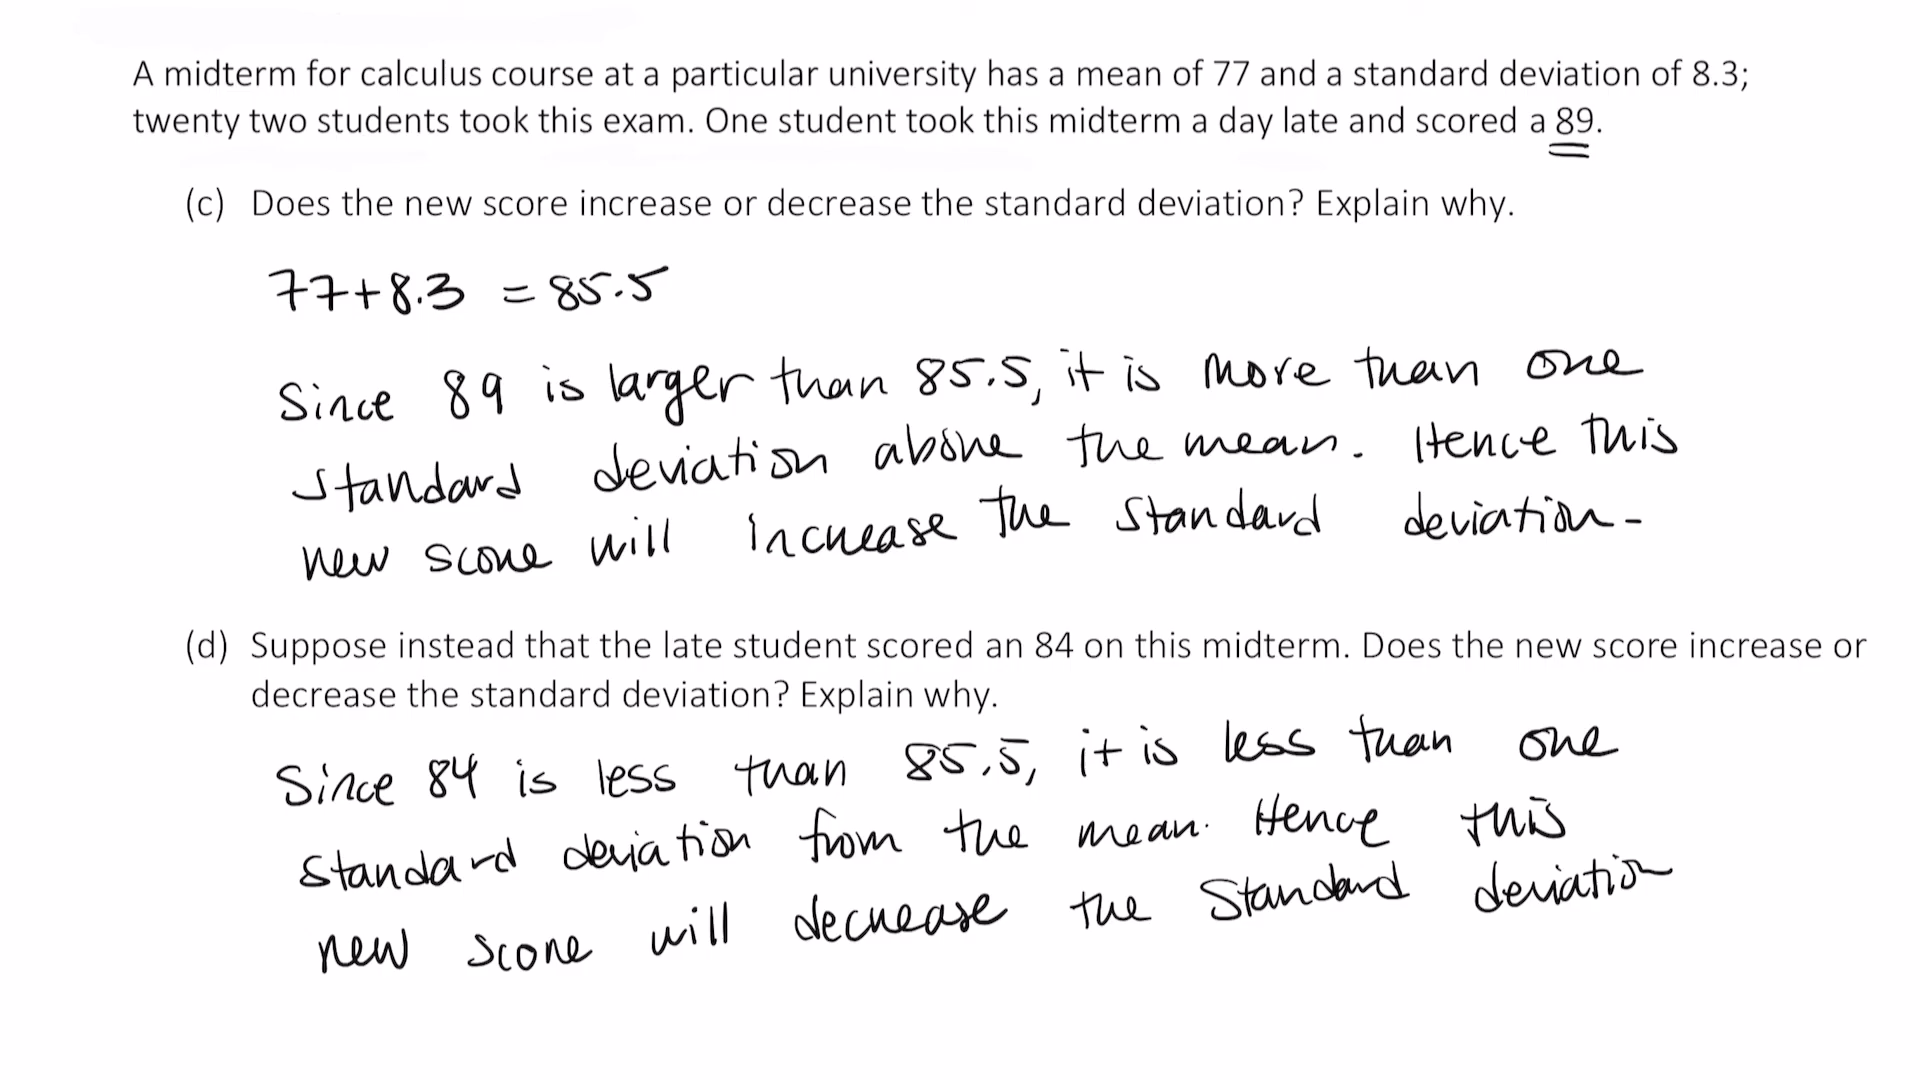 A midterm for calculus course at a particular university has a mean of 77 and a standard deviation of 8.3;
twenty two students took this exam. One student took this midterm a day late and scored a 89.
(c) Does the new score increase or decrease the standard deviation? Explain why.
77+8.3 = 85.5
Since 89 is larger than 85.5, it is more than one
standard deviation above the mean. Hence this
new score will increase the standard deviation.
(d) Suppose instead that the late student scored an 84 on this midterm. Does the new score increase or
decrease the standard deviation? Explain why.
Since 84 is less than 85.5, it is less than one
standard deviation from the mean. Hence this
new score will decrease the standard deviation